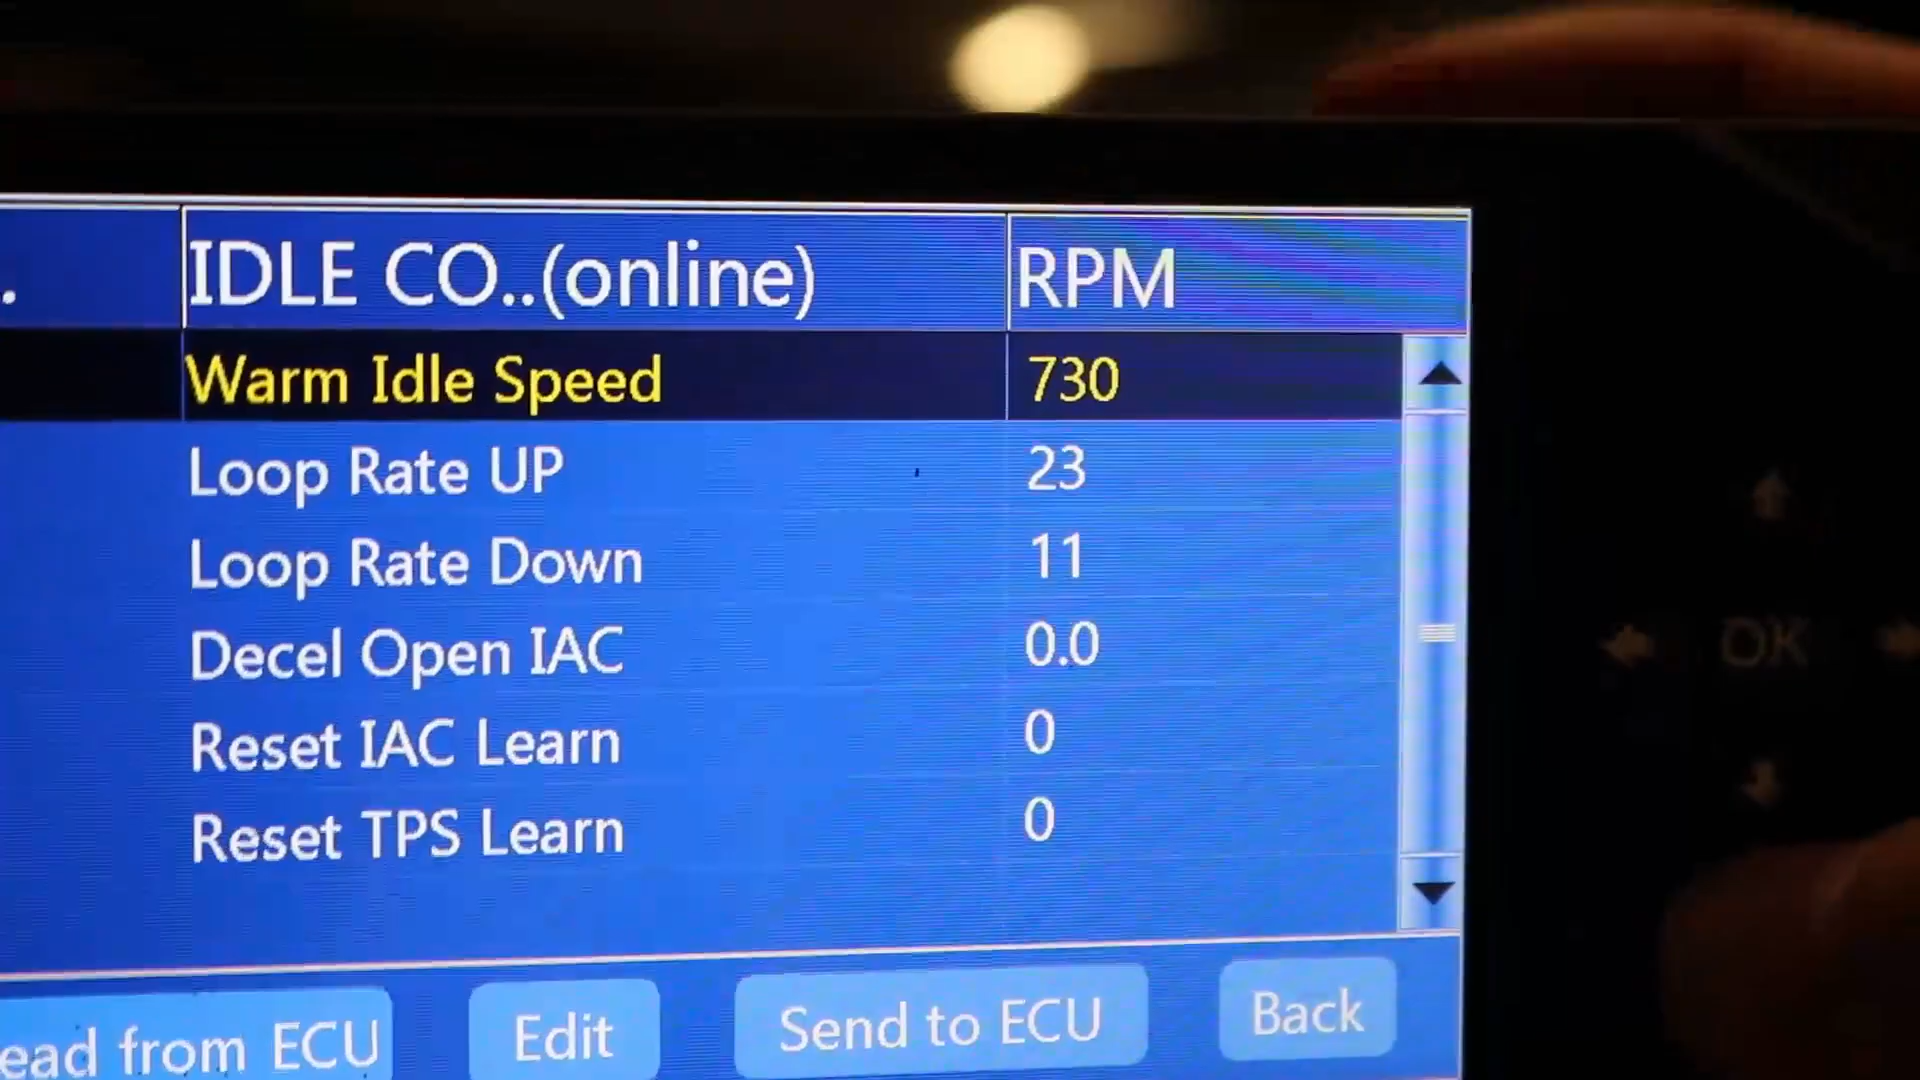 . IDLE CO..(online) RPM
Warm Idle Speed 730
Loop Rate UP 23
Loop Rate Down 11
Decel Open IAC 0.0
Reset IAC Learn 0
Reset TPS Learn 0
ead from ECU Edit Send to ECU Back
OK